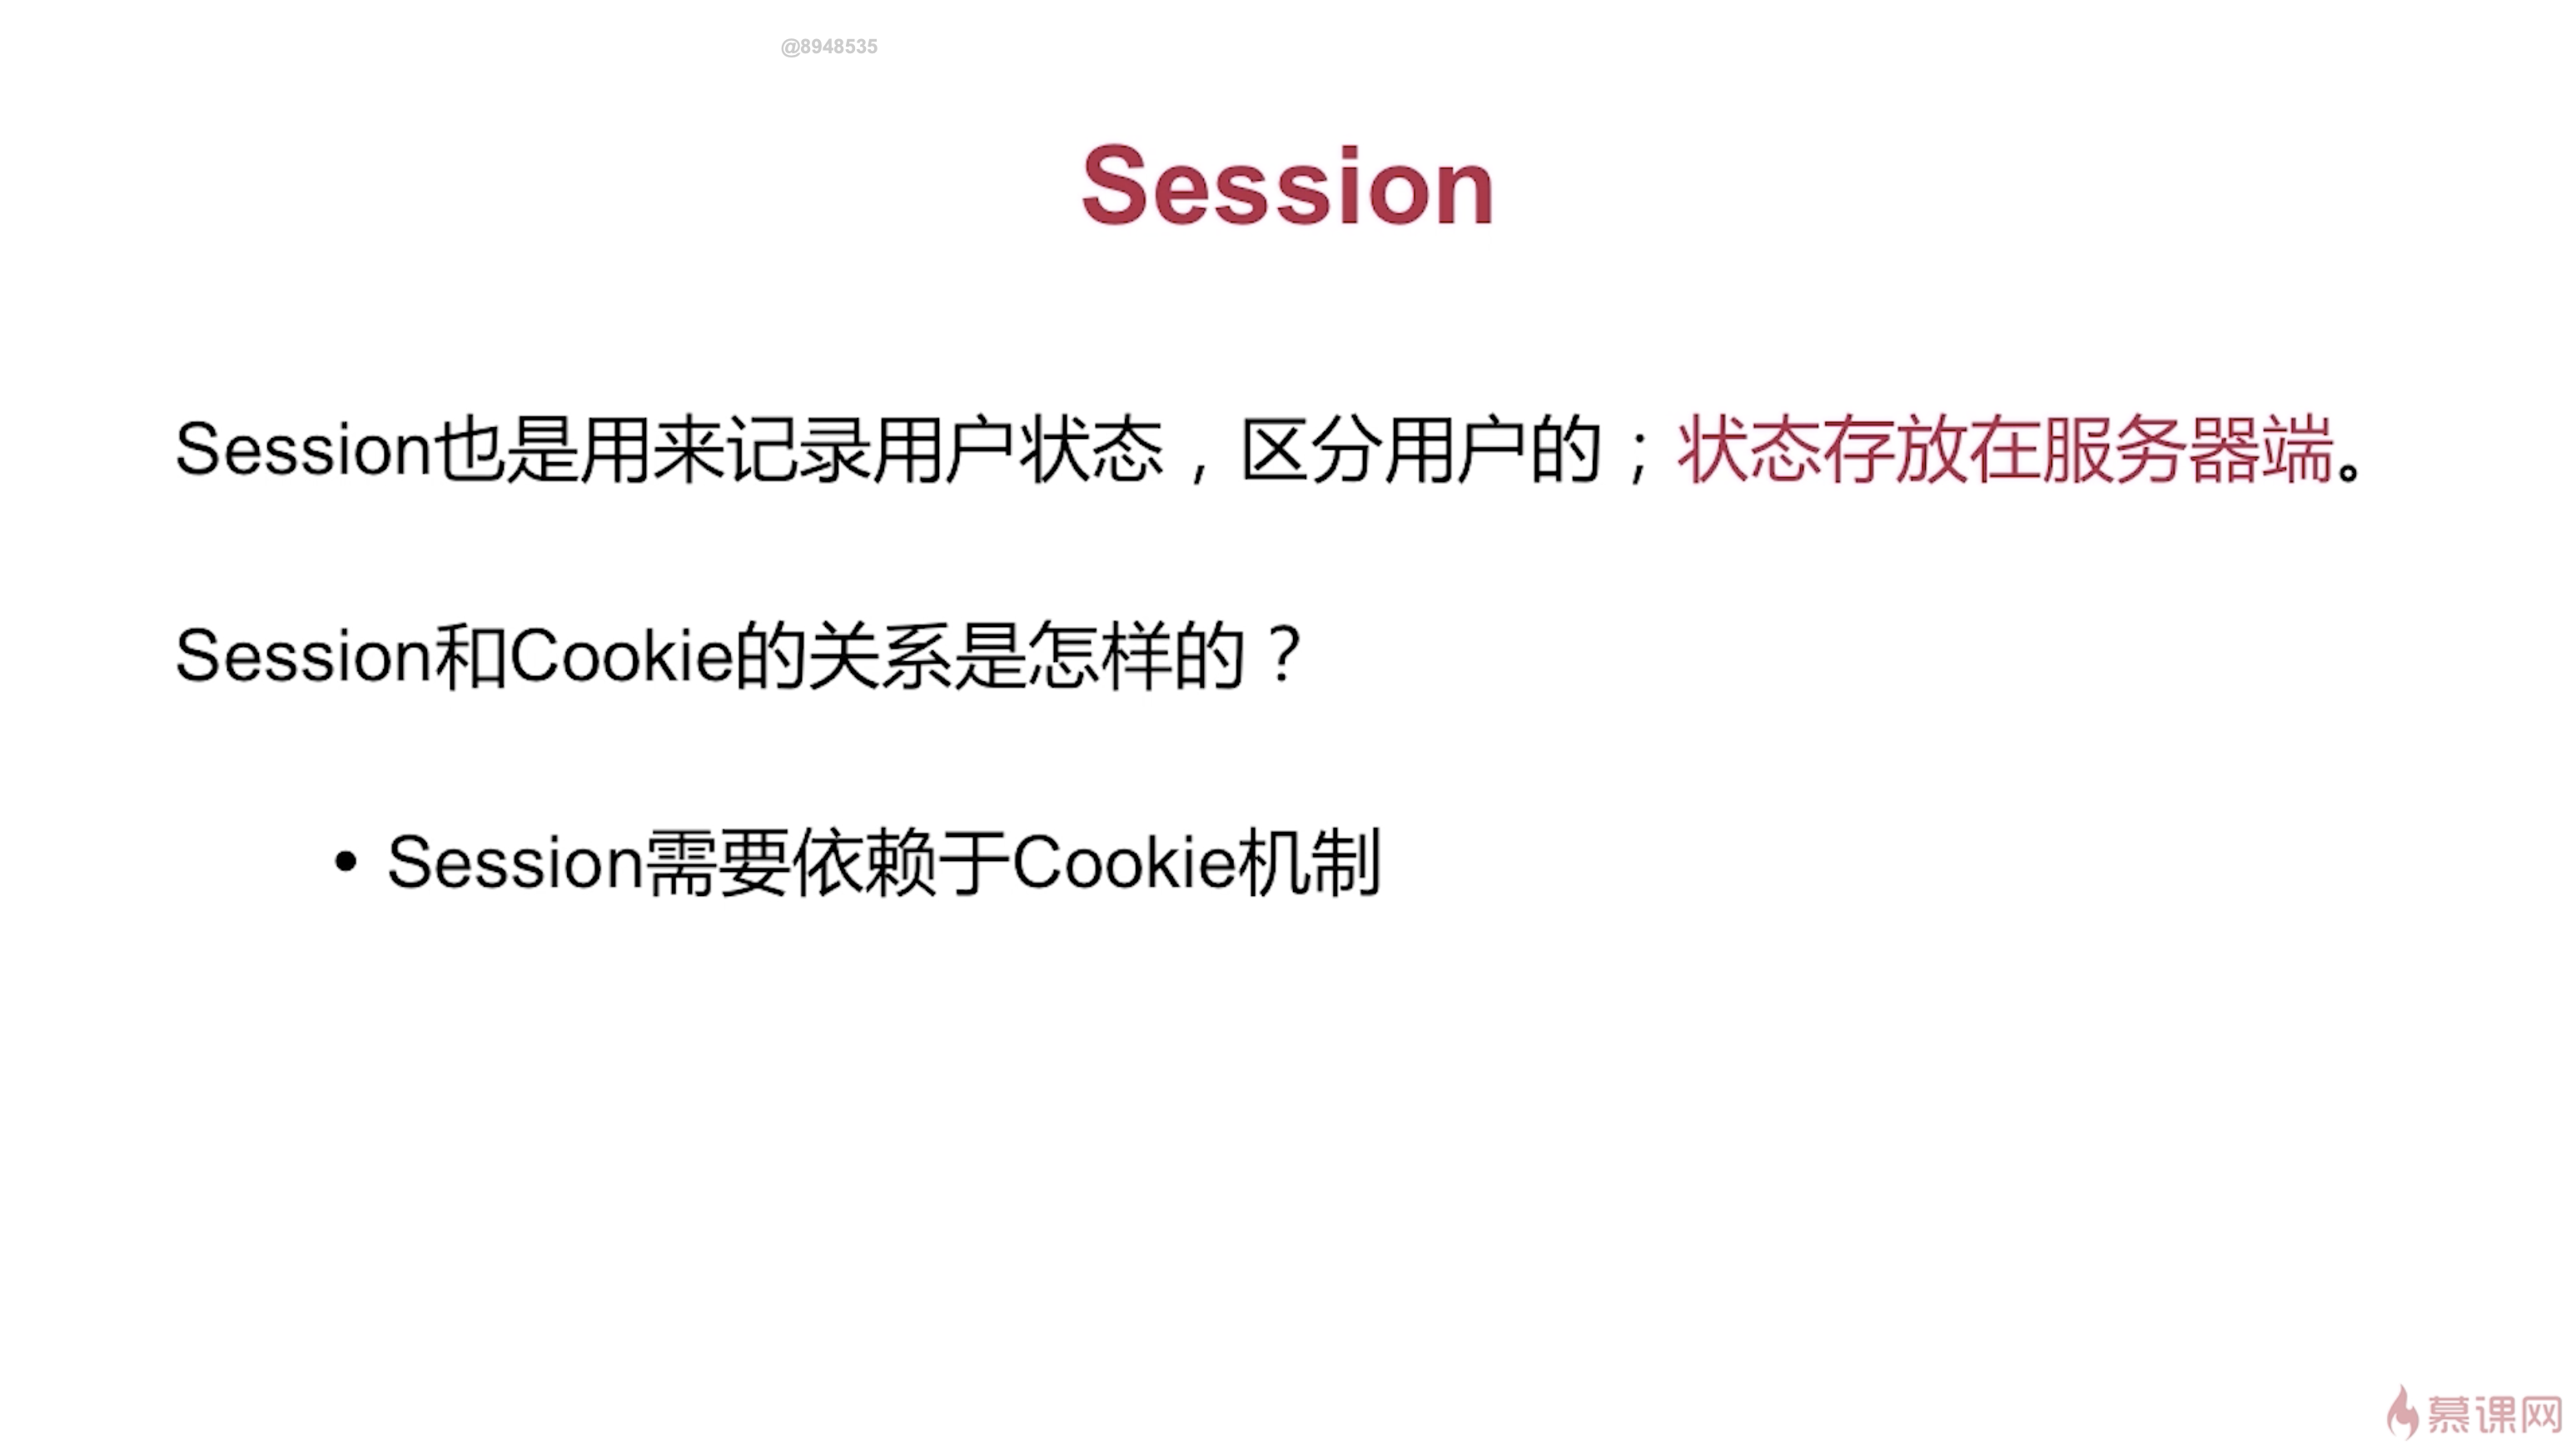 @8948535
Session
Session也是用来记录用户状态，区分用户的；状态存放在服务器端。
Session和Cookie的关系是怎样的？
• Session需要依赖于Cookie机制
慕课网